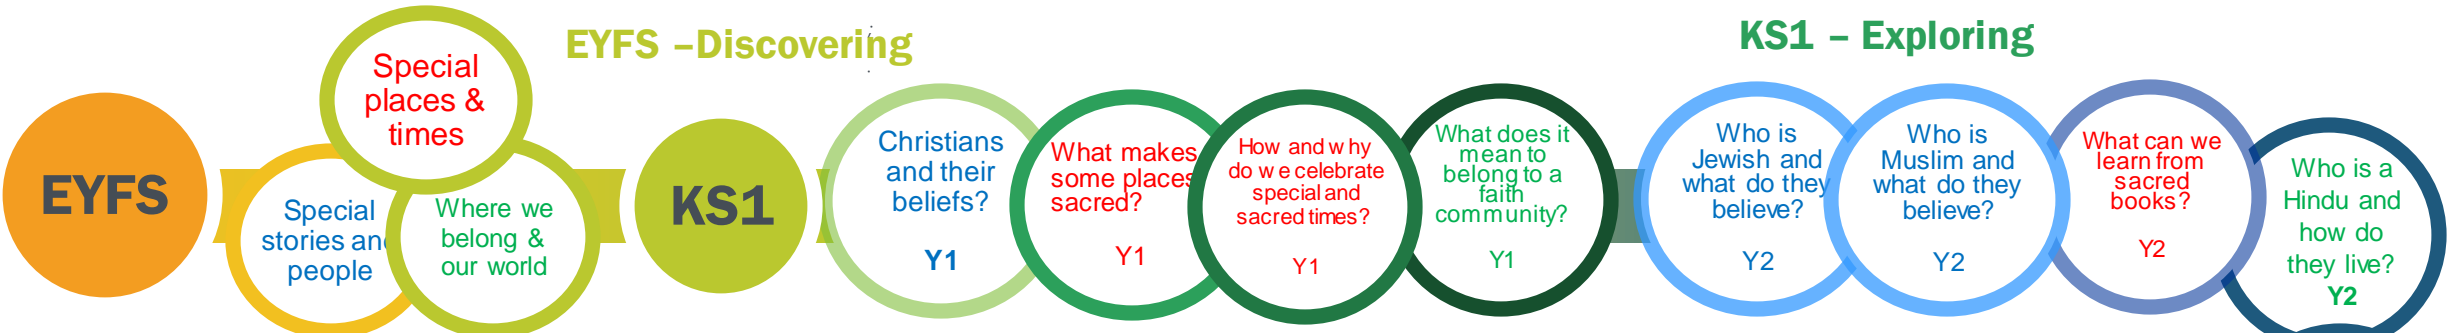 EYFS –Discovering
KS1 – Exploring
EYFS
Special
places &
times
Special
stories and
people
Where we
belong &
our world
KS1
Christians
and their
beliefs?
Y1
What makes
some places
sacred?
Y1
How and why
do we celebrate
special and
sacred times?
Y1
What does it
mean to
belong to a
faith
community?
Y1
Who is
Jewish and
what do they
believe?
Y2
Who is
Muslim and
what do they
believe?
Y2
What can we
learn from
sacred
books?
Y2
Who is a
Hindu and
how do
they live?
Y2